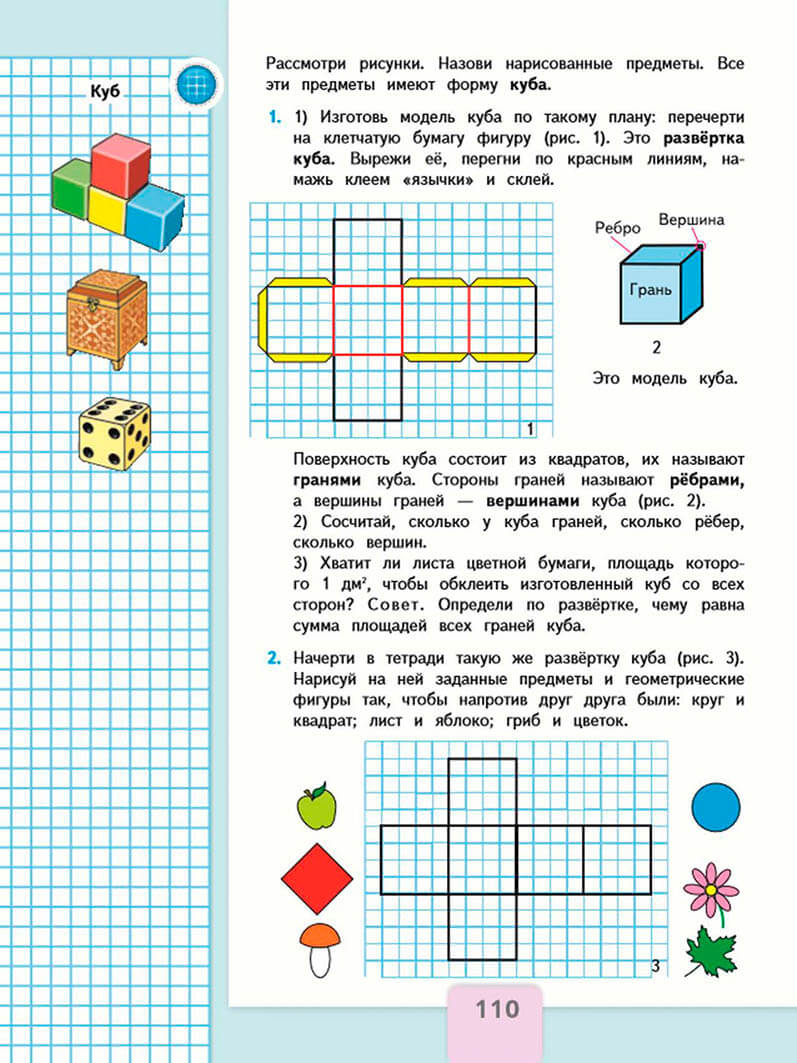 Куб
Рассмотри рисунки. Назови нарисованные предметы. Все
эти предметы имеют форму куба.
1. 1) Изготовь модель куба по такому плану: перечерти
на клетчатую бумагу фигуру (рис. 1). Это развёртка
куба. Вырежи её, перегни по красным линиям, на-
мажь клеем «язычки» и склей.
Ребро
Вершина
Грань
2
Это модель куба.
1
Поверхность куба состоит из квадратов, их называют
гранями куба. Стороны граней называют рёбрами,
а вершины граней — вершинами куба (рис. 2).
2) Сосчитай, сколько у куба граней, сколько рёбер,
сколько вершин.
3) Хватит ли листа цветной бумаги, площадь которо-
го 1 дм², чтобы обклеить изготовленный куб со всех
сторон? Совет. Определи по развёртке, чему равна
сумма площадей всех граней куба.
2. Начерти в тетради такую же развёртку куба (рис. 3).
Нарисуй на ней заданные предметы и геометрические
фигуры так, чтобы напротив друг друга были: круг и
квадрат; лист и яблоко; гриб и цветок.
3
110